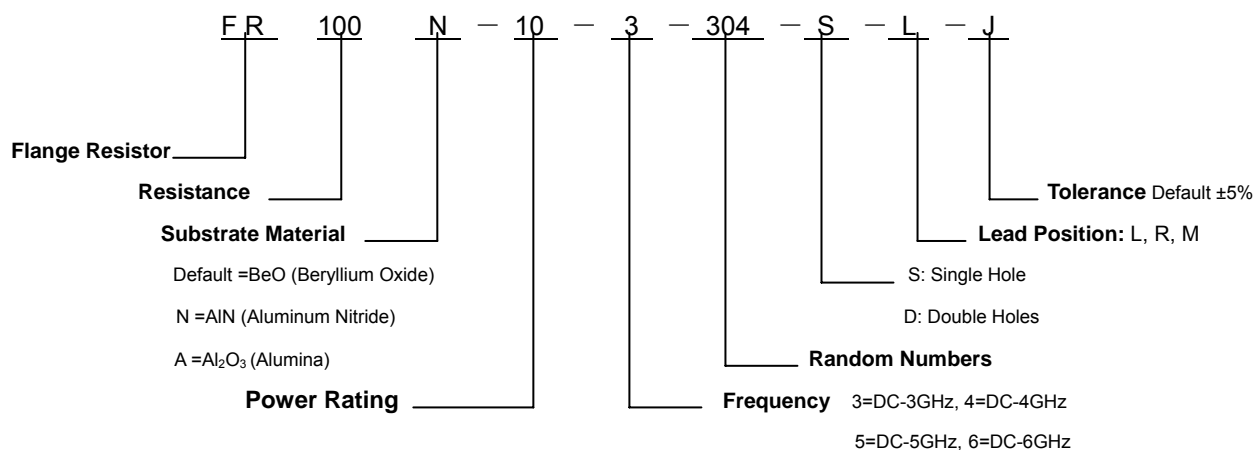 FR 100 N – 10 – 3 – 304 – S – L – J
Flange Resistor
Resistance
Tolerance Default ±5%
Substrate Material
Lead Position: L, R, M
Default =BeO (Beryllium Oxide)
S: Single Hole
N =AlN (Aluminum Nitride)
D: Double Holes
A =Al₂O₃ (Alumina)
Random Numbers
Power Rating
Frequency 3=DC-3GHz, 4=DC-4GHz
5=DC-5GHz, 6=DC-6GHz